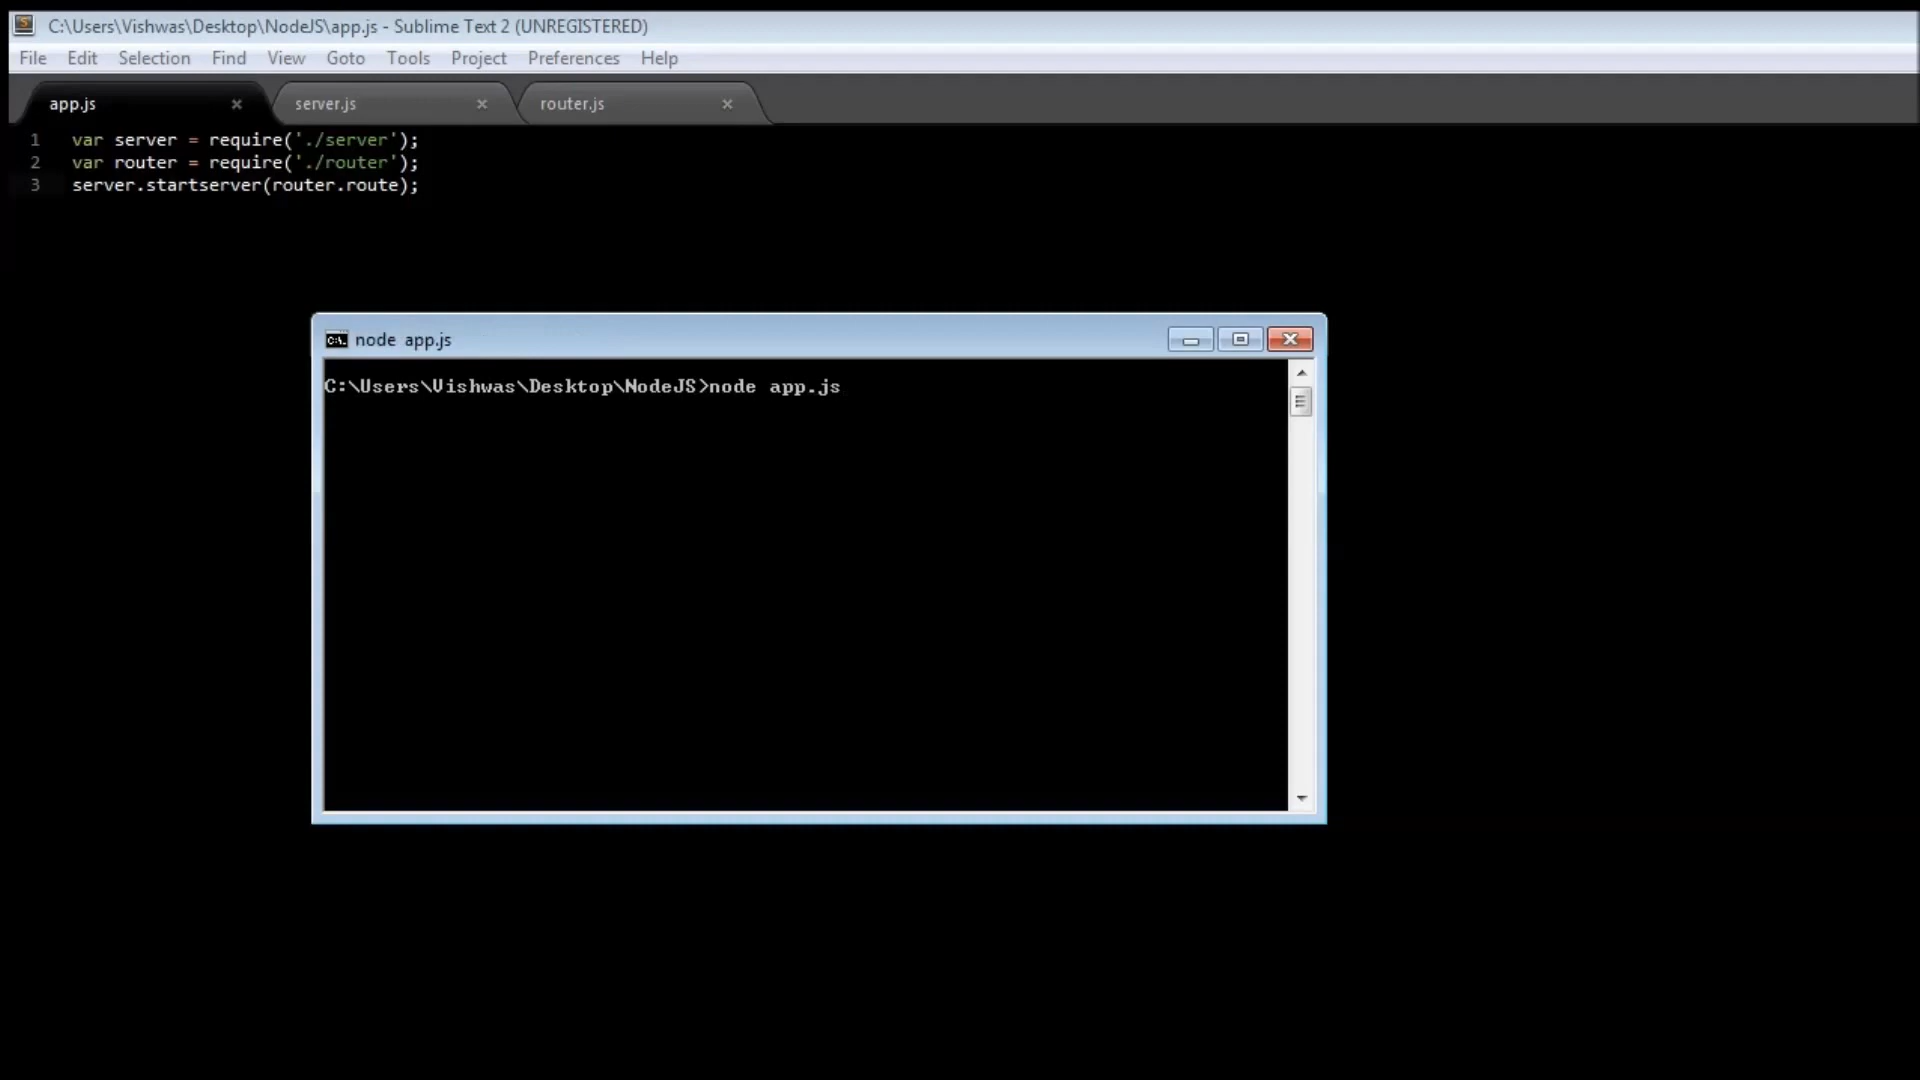 C:\Users\Vishwas\Desktop\NodeJS\app.js - Sublime Text 2 (UNREGISTERED)
File Edit Selection Find View Goto Tools Project Preferences Help
app.js × server.js × router.js ×
1 var server = require('./server');
2 var router = require('./router');
3 server.startserver(router.route);
C:\. node app.js
C:\Users\Vishwas\Desktop\NodeJS>node app.js